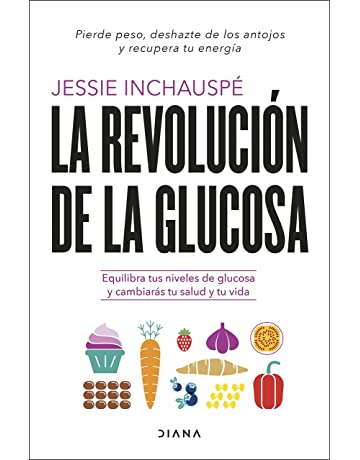 Pierde peso, deshazte de los antojos
y recupera tu energía
JESSIE INCHAUSPÉ
LA REVOLUCIÓN
DE LA GLUCOSA
Equilibra tus niveles de glucosa
y cambiarás tu salud y tu vida
DIANA